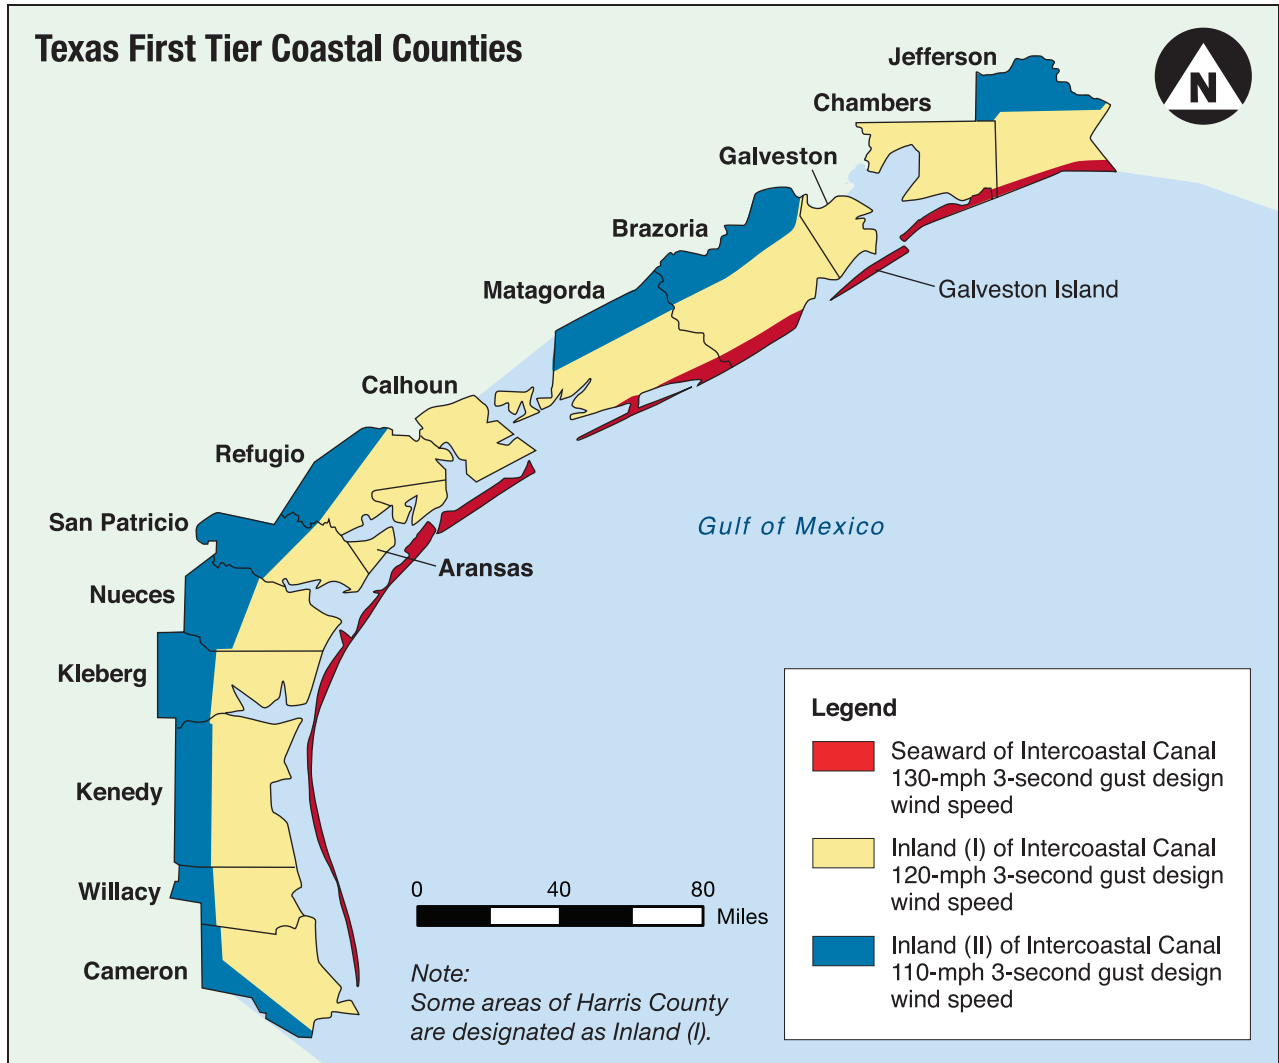 Texas First Tier Coastal Counties
N
Jefferson
Chambers
Galveston
Brazoria
Matagorda
Galveston Island
Calhoun
Refugio
San Patricio
Gulf of Mexico
Aransas
Nueces
Kleberg
Kenedy
Willacy
Cameron
0 40 80
Miles
Note:
Some areas of Harris County
are designated as Inland (I).
Legend
Seaward of Intercoastal Canal
130-mph 3-second gust design
wind speed
Inland (I) of Intercoastal Canal
120-mph 3-second gust design
wind speed
Inland (II) of Intercoastal Canal
110-mph 3-second gust design
wind speed